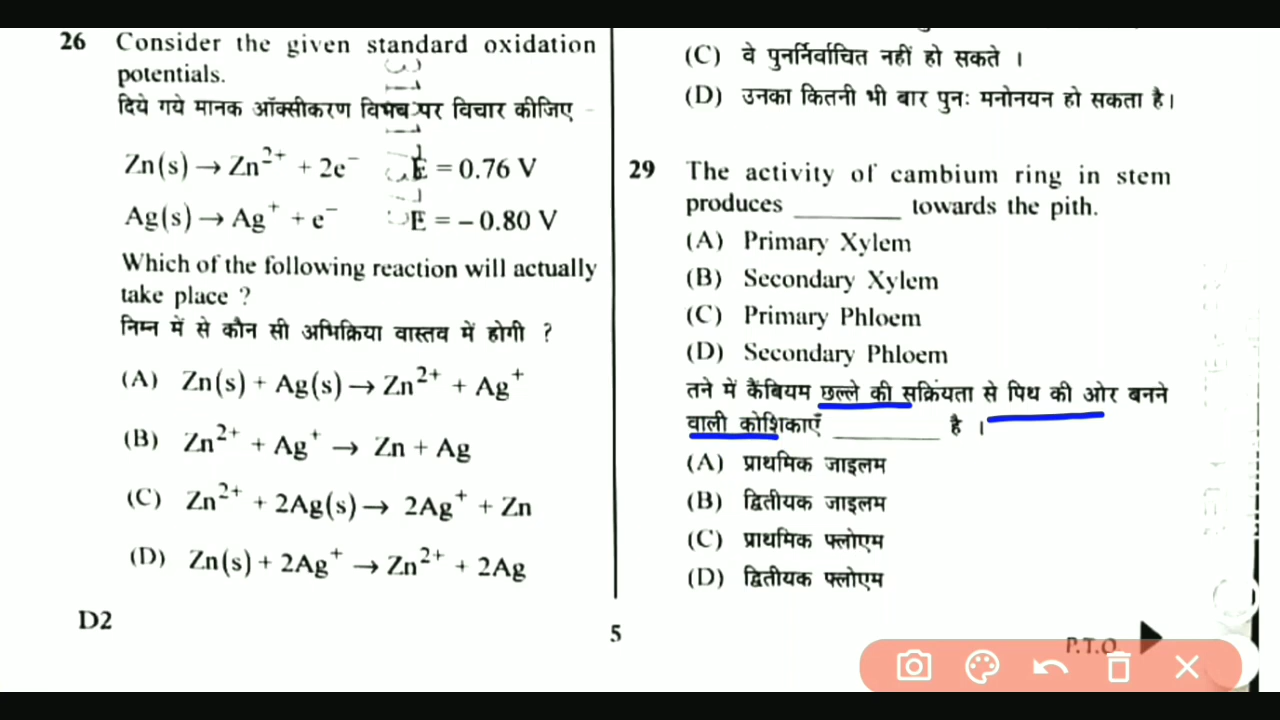 26 Consider the given standard oxidation
potentials.
दिये गये मानक ऑक्सीकरण पर विचार कीजिए
Zn(s) → Zn²⁺ + 2e⁻ E = 0.76 V
Ag(s) → Ag⁺ + e⁻ E = – 0.80 V
Which of the following reaction will actually
take place ?
निम्न में से कौन सी अभिक्रिया वास्तव में होगी ?
(A) Zn(s) + Ag(s) → Zn²⁺ + Ag⁺
(B) Zn²⁺ + Ag⁺ → Zn + Ag
(C) Zn²⁺ + 2Ag(s) → 2Ag⁺ + Zn
(D) Zn(s) + 2Ag⁺ → Zn²⁺ + 2Ag
(C) वे पुनर्निर्वाचित नहीं हो सकते ।
(D) उनका कितनी भी बार पुनः मनोनयन हो सकता है।
29 The activity of cambium ring in stem
produces ________ towards the pith.
(A) Primary Xylem
(B) Secondary Xylem
(C) Primary Phloem
(D) Secondary Phloem
तने में कैंबियम छल्ले की सक्रियता से पिथ की ओर बनने
वाली कोशिकाएँ ________ है ।
(A) प्राथमिक जाइलम
(B) द्वितीयक जाइलम
(C) प्राथमिक फ्लोएम
(D) द्वितीयक फ्लोएम
D2
5
P.T.O